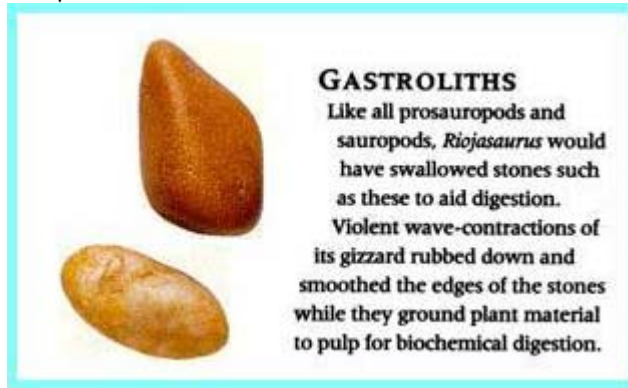 GASTROLITHS
Like all prosauropods and
sauropods, Riojasaurus would
have swallowed stones such
as these to aid digestion.
Violent wave-contractions of
its gizzard rubbed down and
smoothed the edges of the stones
while they ground plant material
to pulp for biochemical digestion.